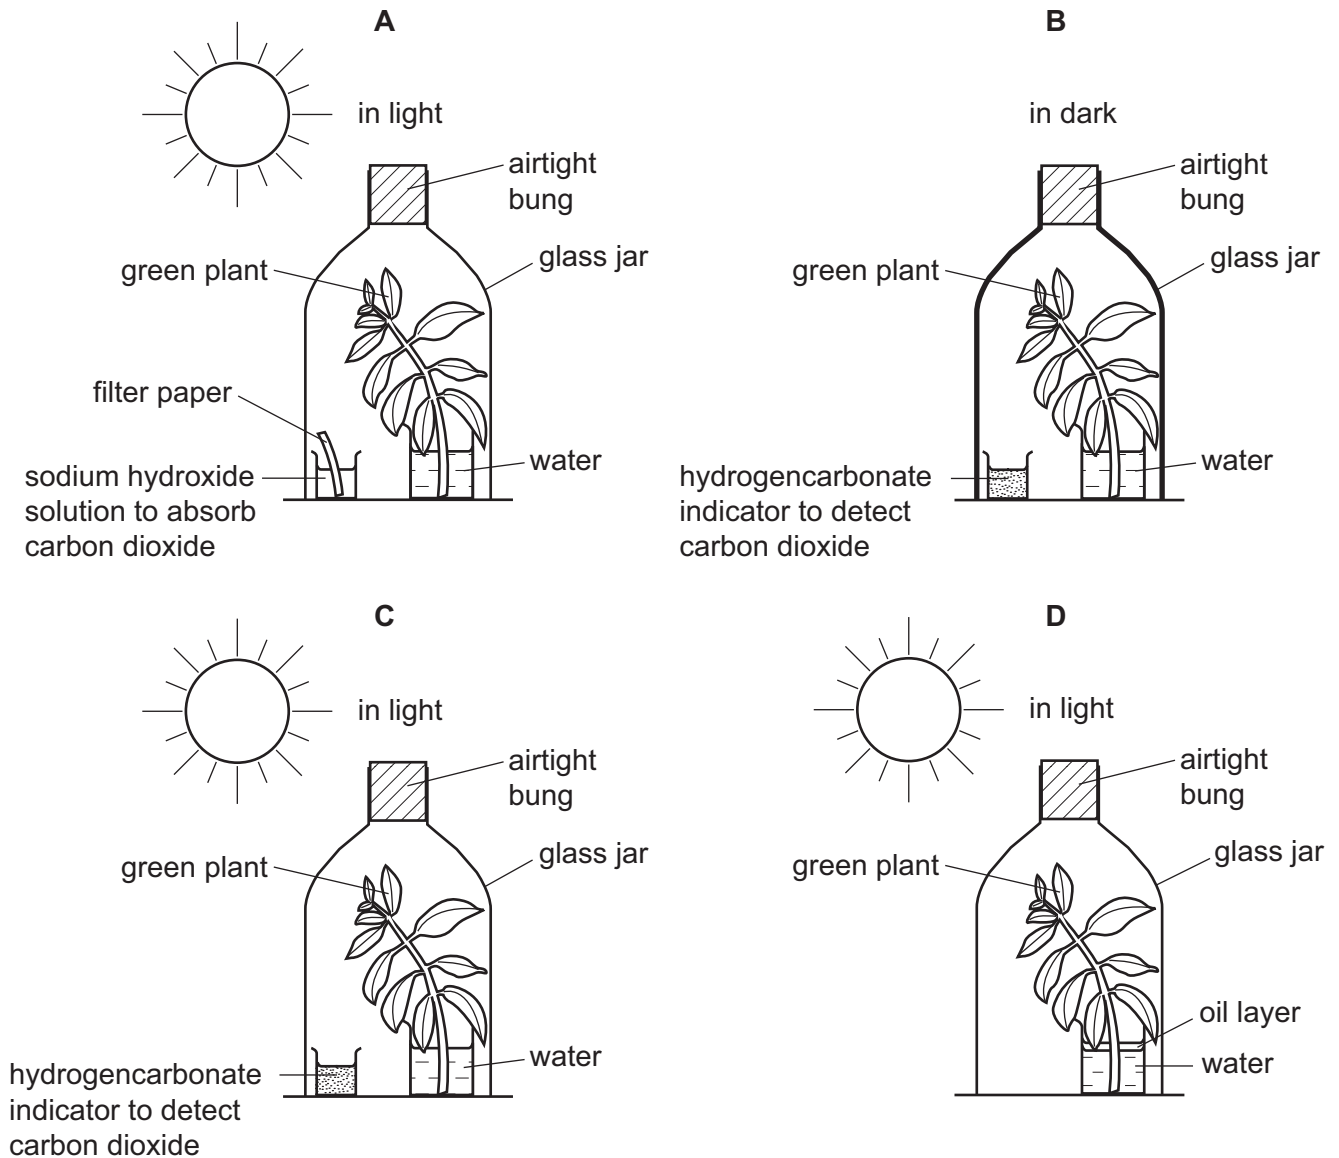 A
in light
airtight
bung
green plant
glass jar
filter paper
sodium hydroxide
solution to absorb
carbon dioxide
water
B
in dark
airtight
bung
green plant
glass jar
hydrogencarbonate
indicator to detect
carbon dioxide
water
C
in light
airtight
bung
green plant
glass jar
hydrogencarbonate
indicator to detect
carbon dioxide
water
D
in light
airtight
bung
green plant
glass jar
oil layer
water